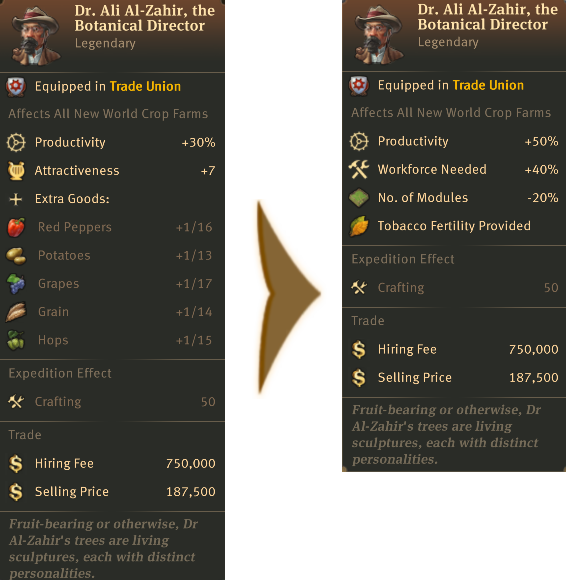 Dr. Ali Al-Zahir, the
Botanical Director
Legendary
Equipped in Trade Union
Affects All New World Crop Farms
Productivity +30%
Attractiveness +7
Extra Goods:
Red Peppers +1/16
Potatoes +1/13
Grapes +1/17
Grain +1/14
Hops +1/15
Expedition Effect
Crafting 50
Trade
Hiring Fee 750,000
Selling Price 187,500
Fruit-bearing or otherwise, Dr
Al-Zahir's trees are living
sculptures, each with distinct
personalities.
Dr. Ali Al-Zahir, the
Botanical Director
Legendary
Equipped in Trade Union
Affects All New World Crop Farms
Productivity +50%
Workforce Needed +40%
No. of Modules -20%
Tobacco Fertility Provided
Expedition Effect
Crafting 50
Trade
Hiring Fee 750,000
Selling Price 187,500
Fruit-bearing or otherwise, Dr
Al-Zahir's trees are living
sculptures, each with distinct
personalities.